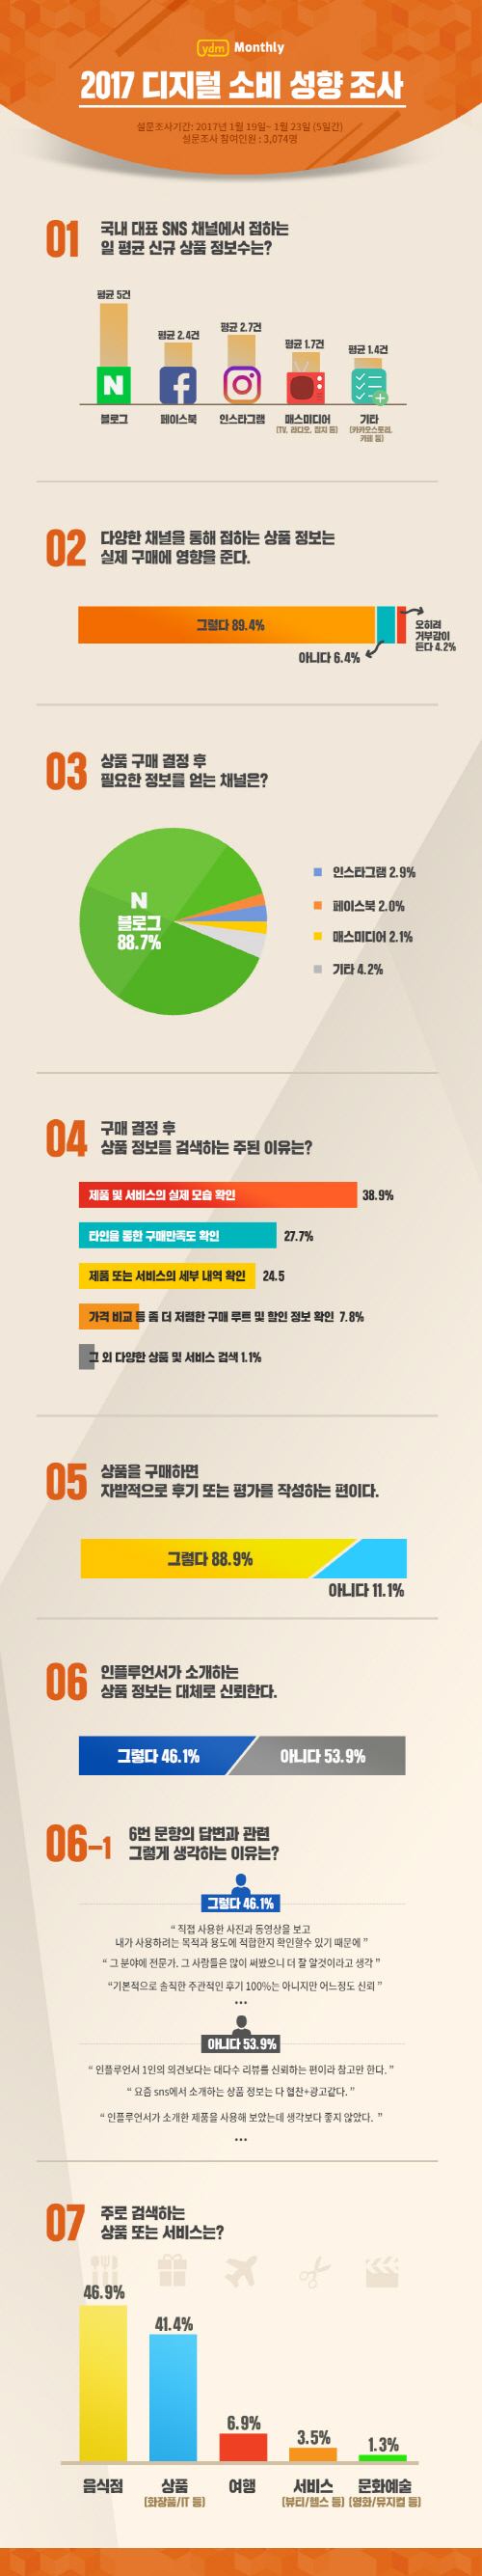 ydm Monthly
2017 디지털 소비 성향 조사
설문조사기간: 2017년 1월 19일~ 1월 23일 (5일간)
설문조사 참여인원 : 3,074명
01
국내 대표 SNS 채널에서 접하는
일 평균 신규 상품 정보수는?
평균 5건
평균 2.4건
평균 2.7건
평균 1.7건
평균 1.4건
N
블로그
페이스북
인스타그램
매스미디어
(TV, 라디오, 잡지 등)
기타
(카카오스토리,
카페 등)
02
다양한 채널을 통해 접하는 상품 정보는
실제 구매에 영향을 준다.
그렇다 89.4%
아니다 6.4%
오히려
거부감이
든다 4.2%
03
상품 구매 결정 후
필요한 정보를 얻는 채널은?
N
블로그
88.7%
인스타그램 2.9%
페이스북 2.0%
매스미디어 2.1%
기타 4.2%
04
구매 결정 후
상품 정보를 검색하는 주된 이유는?
제품 및 서비스의 실제 모습 확인 38.9%
타인을 통한 구매만족도 확인 27.7%
제품 또는 서비스의 세부 내역 확인 24.5
가격 비교 등 좀 더 저렴한 구매 루트 및 할인 정보 확인 7.8%
그 외 다양한 상품 및 서비스 검색 1.1%
05
상품을 구매하면
자발적으로 후기 또는 평가를 작성하는 편이다.
그렇다 88.9%
아니다 11.1%
06
인플루언서가 소개하는
상품 정보는 대체로 신뢰한다.
그렇다 46.1%
아니다 53.9%
06-1
6번 문항의 답변과 관련
그렇게 생각하는 이유는?
그렇다 46.1%
“ 직접 사용한 사진과 동영상을 보고
내가 사용하려는 목적과 용도에 적합한지 확인할수 있기 때문에 ”
“ 그 분야에 전문가. 그 사람들은 많이 써봤으니 더 잘 알것이라고 생각 ”
“기본적으로 솔직한 주관적인 후기 100%는 아니지만 어느정도 신뢰 ”
...
아니다 53.9%
“ 인플루언서 1인의 의견보다는 대다수 리뷰를 신뢰하는 편이라 참고만 한다. ”
“ 요즘 sns에서 소개하는 상품 정보는 다 협찬+광고같다. ”
“ 인플루언서가 소개한 제품을 사용해 보았는데 생각보다 좋지 않았다. ”
...
07
주로 검색하는
상품 또는 서비스는?
46.9%
41.4%
6.9%
3.5%
1.3%
음식점
상품
(화장품/IT 등)
여행
서비스
(뷰티/헬스 등)
문화예술
(영화/뮤지컬 등)